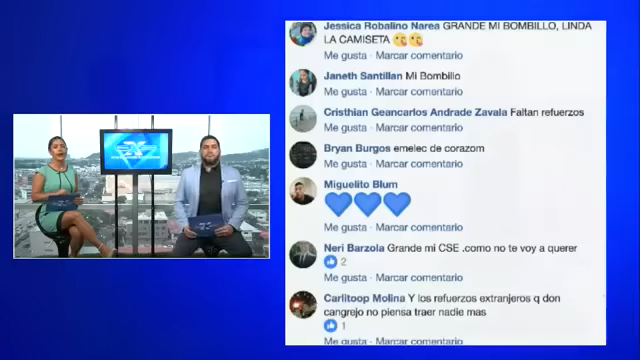 Jessica Robalino Narea GRANDE MI BOMBILLO, LINDA
LA CAMISETA 😘😘
Me gusta · Marcar comentario
Janeth Santillan Mi Bombillo
Me gusta · Marcar comentario
Cristhian Geancarlos Andrade Zavala Faltan refuerzos
Me gusta · Marcar comentario
Bryan Burgos emelec de corazom
Me gusta · Marcar comentario
Miguelito Blum
💙💙💙
Me gusta · Marcar comentario
Neri Barzola Grande mi CSE .como no te voy a querer
2
Me gusta · Marcar comentario
Carlitoop Molina Y los refuerzos extranjeros q don
cangrejo no piensa traer nadie mas
1
Me gusta · Marcar comentario